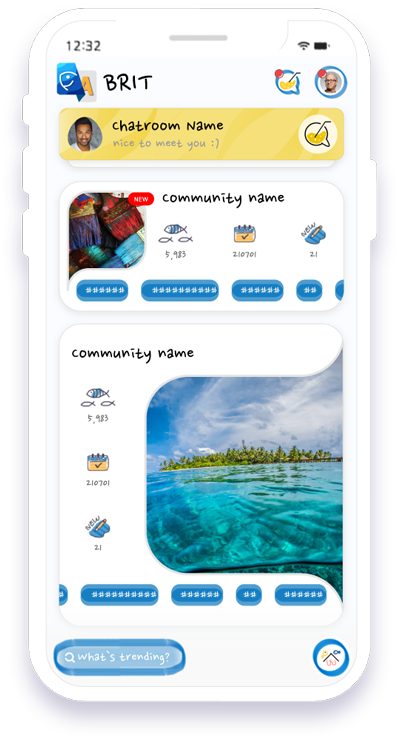 12:32
A
BRIT
Chatroom Name
nice to meet you :)
NEW
Community name
NEW
5,983
210701
21
######
#########
######
##
Community name
5,983
210701
NEW
21
#########
######
##
######
What's trending?